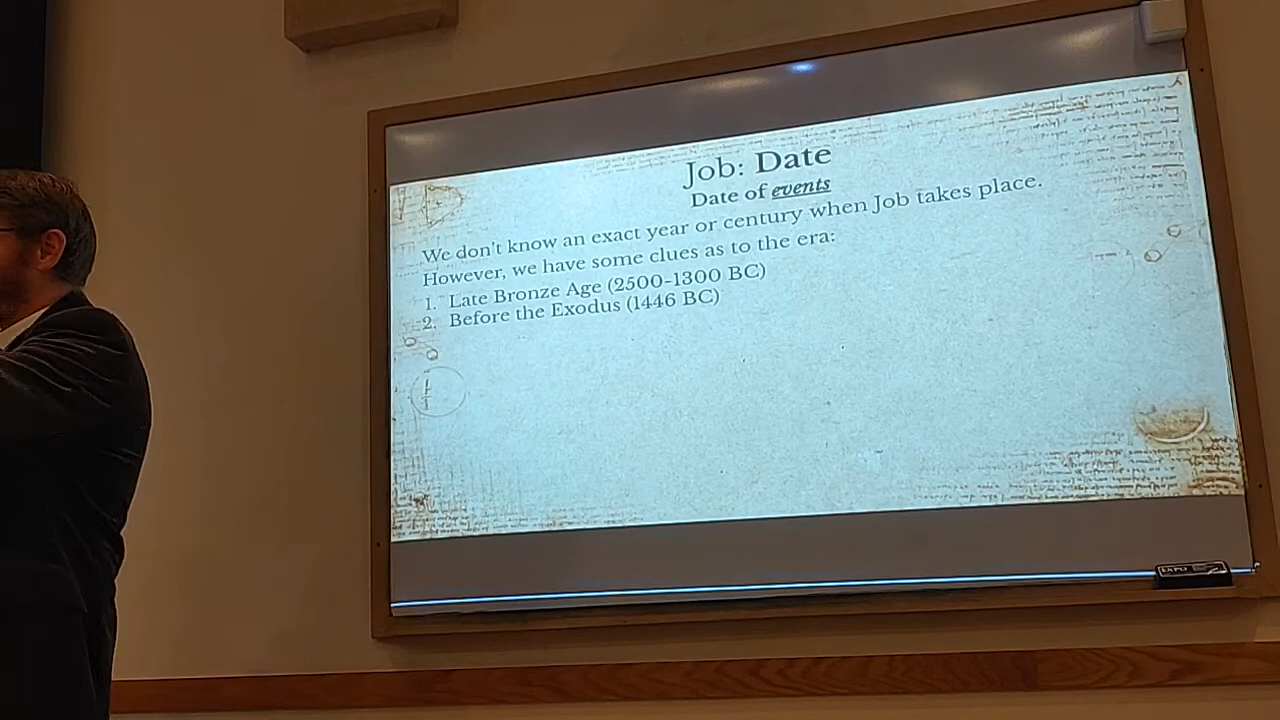 Job: Date
Date of events
We don't know an exact year or century when Job takes place.
However, we have some clues as to the era:
1. Late Bronze Age (2500-1300 BC)
2. Before the Exodus (1446 BC)
EXPO